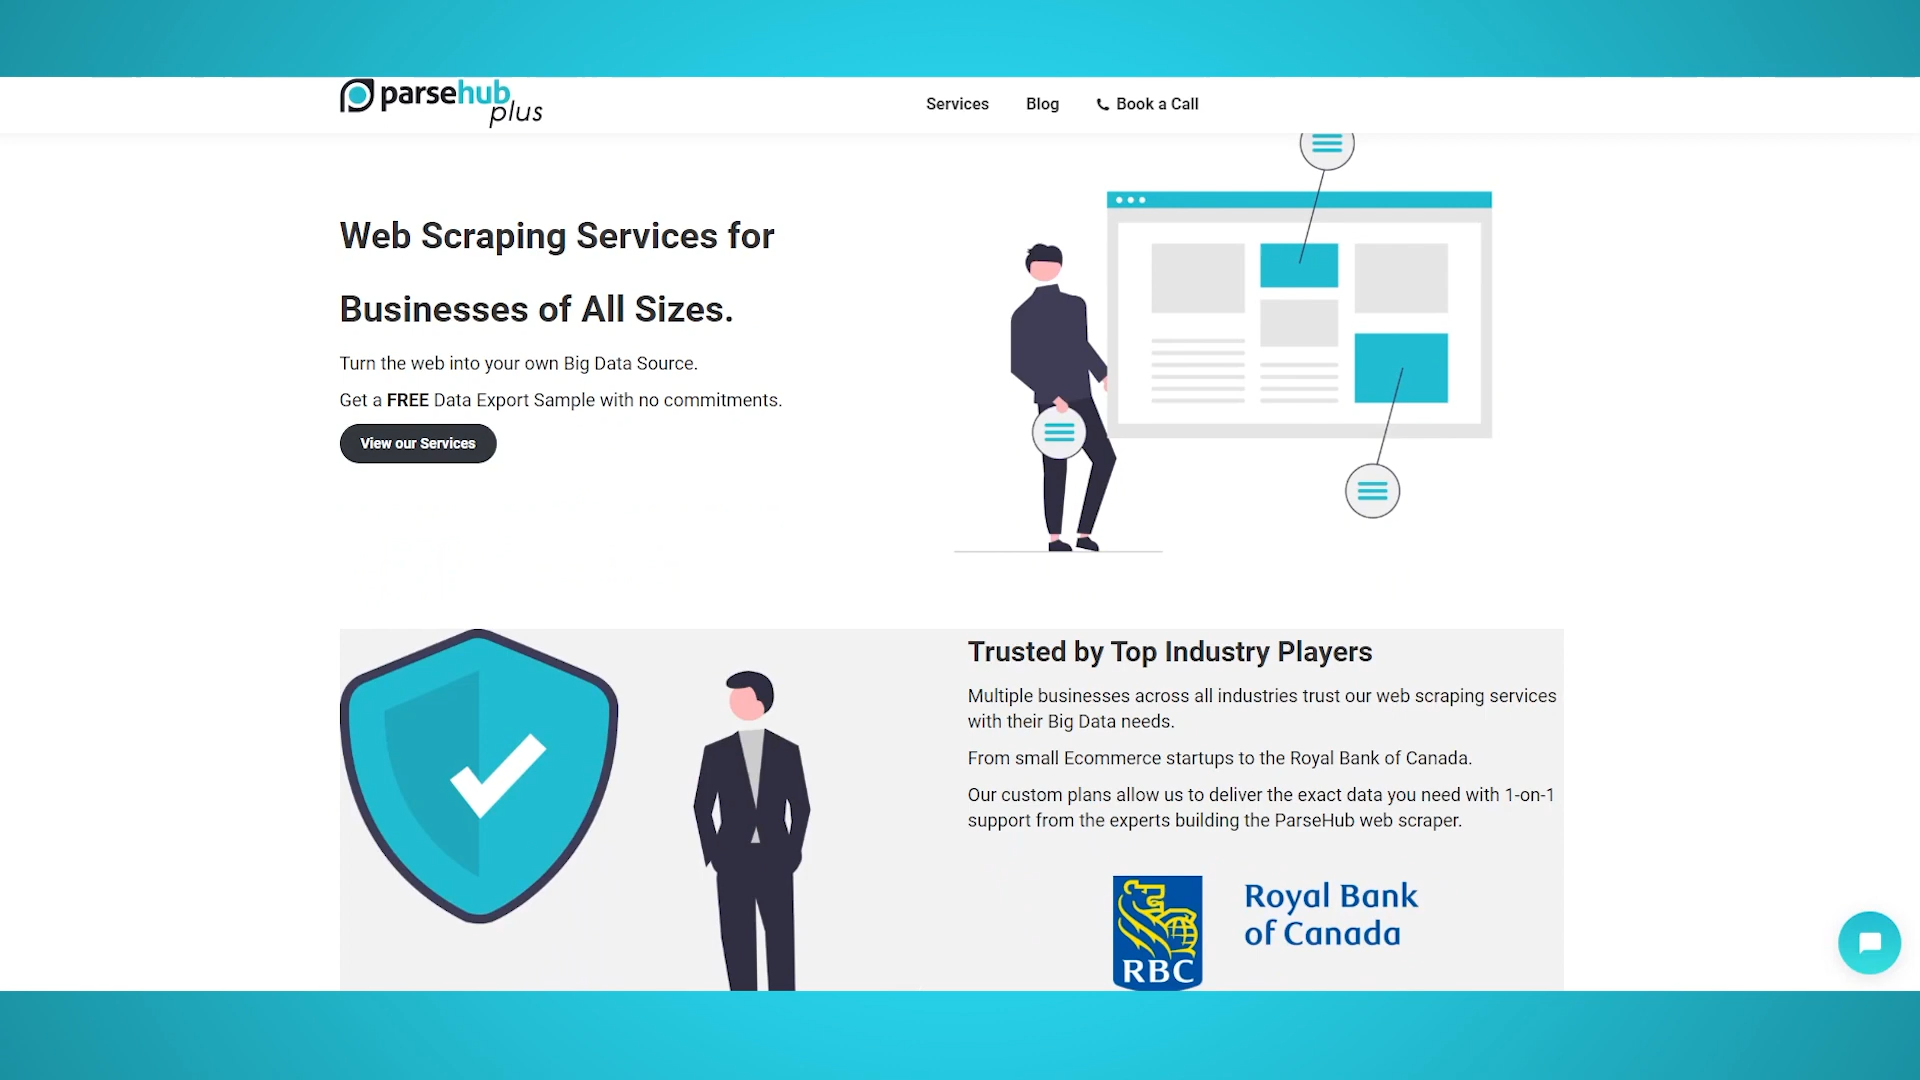 parsehub
plus
Services
Blog
Book a Call
Web Scraping Services for
Businesses of All Sizes.
Turn the web into your own Big Data Source.
Get a FREE Data Export Sample with no commitments.
View our Services
Trusted by Top Industry Players
Multiple businesses across all industries trust our web scraping services
with their Big Data needs.
From small Ecommerce startups to the Royal Bank of Canada.
Our custom plans allow us to deliver the exact data you need with 1-on-1
support from the experts building the ParseHub web scraper.
RBC
Royal Bank
of Canada